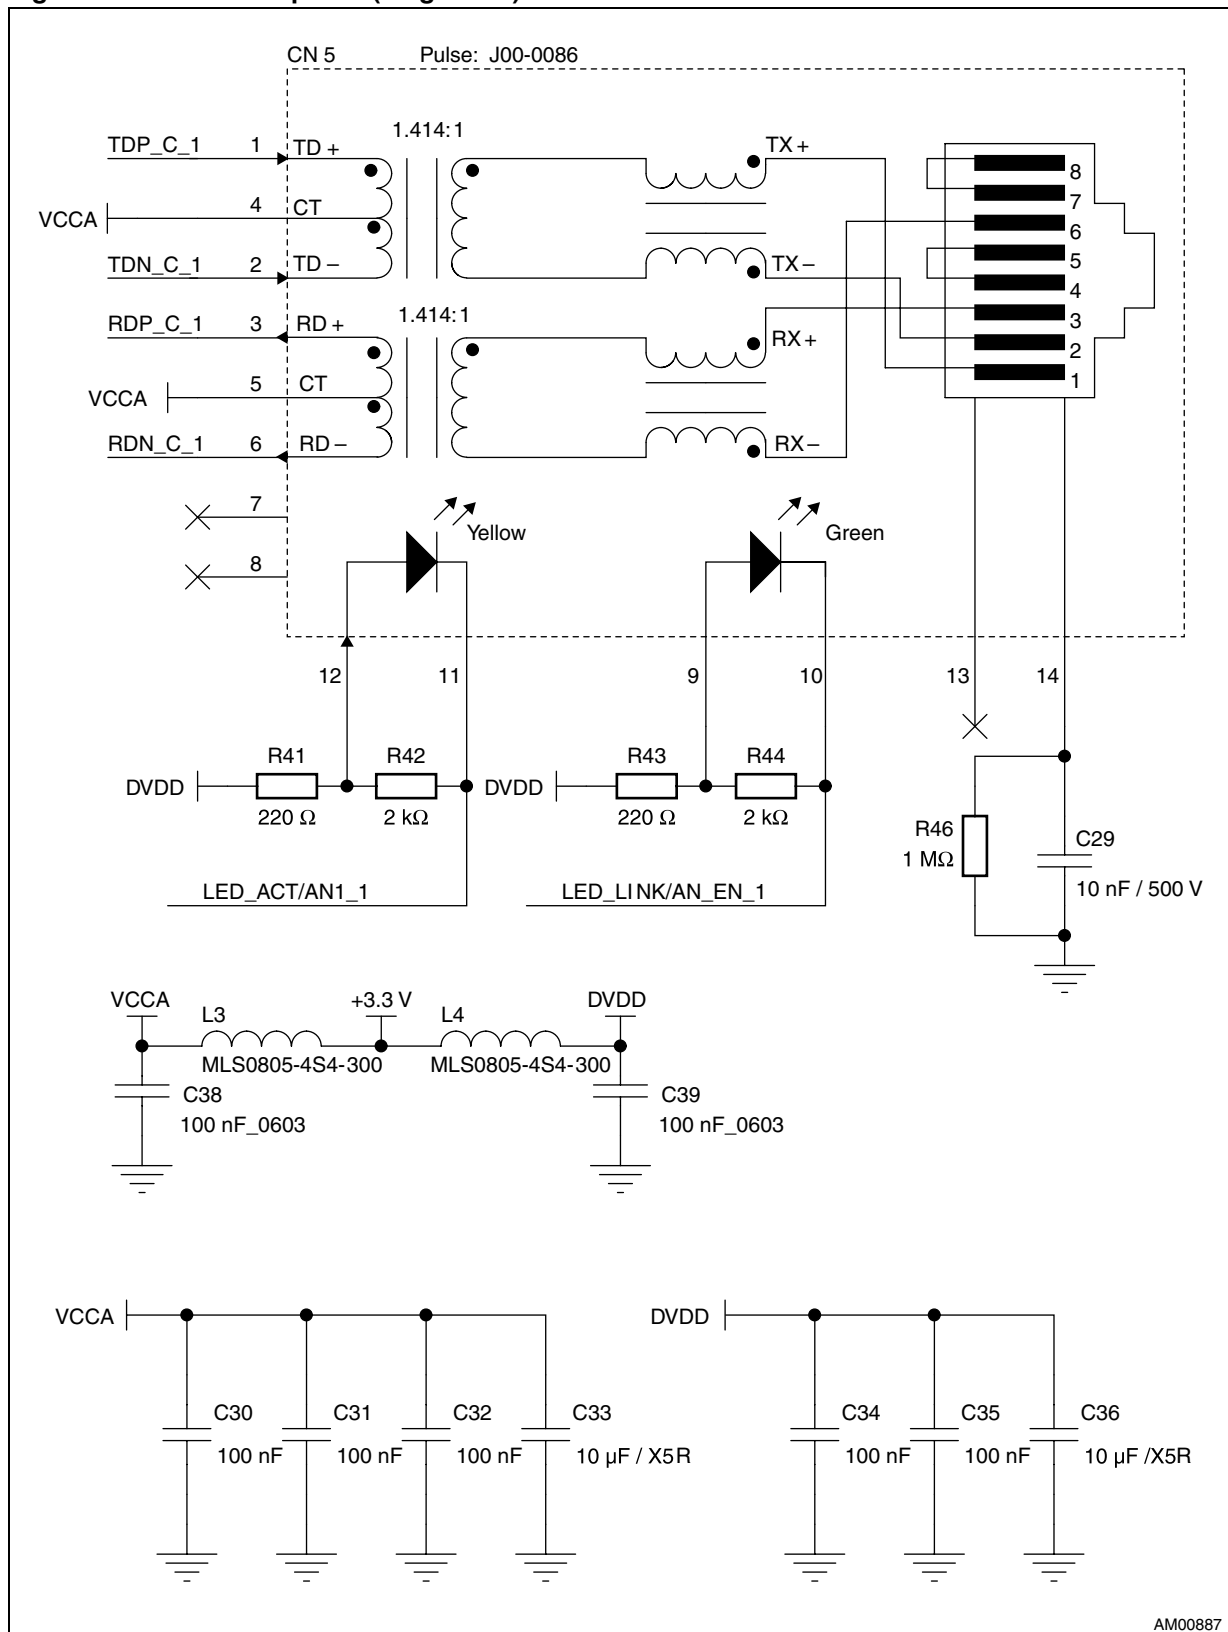 CN 5 Pulse: J00-0086
1.414:1
TDP_C_1 1 TD+ TX+
8
7
VCCA 4 CT
6
5
TDN_C_1 2 TD– TX–
4
RDP_C_1 3 RD+ 1.414:1
3
RX+
2
VCCA 5 CT
1
RDN_C_1 6 RD– RX–
7
Yellow Green
8
12 11 9 10 13 14
R41 R42 R43 R44
DVDD DVDD
220 Ω 2 kΩ 220 Ω 2 kΩ
R46 C29
1 MΩ
10 nF / 500 V
LED_ACT/AN1_1 LED_LINK/AN_EN_1
VCCA L3 +3.3 V L4 DVDD
MLS0805-4S4-300 MLS0805-4S4-300
C38 C39
100 nF_0603 100 nF_0603
VCCA DVDD
C30 C31 C32 C33 C34 C35 C36
100 nF 100 nF 100 nF 10 µF / X5R 100 nF 100 nF 10 µF /X5R
AM00887